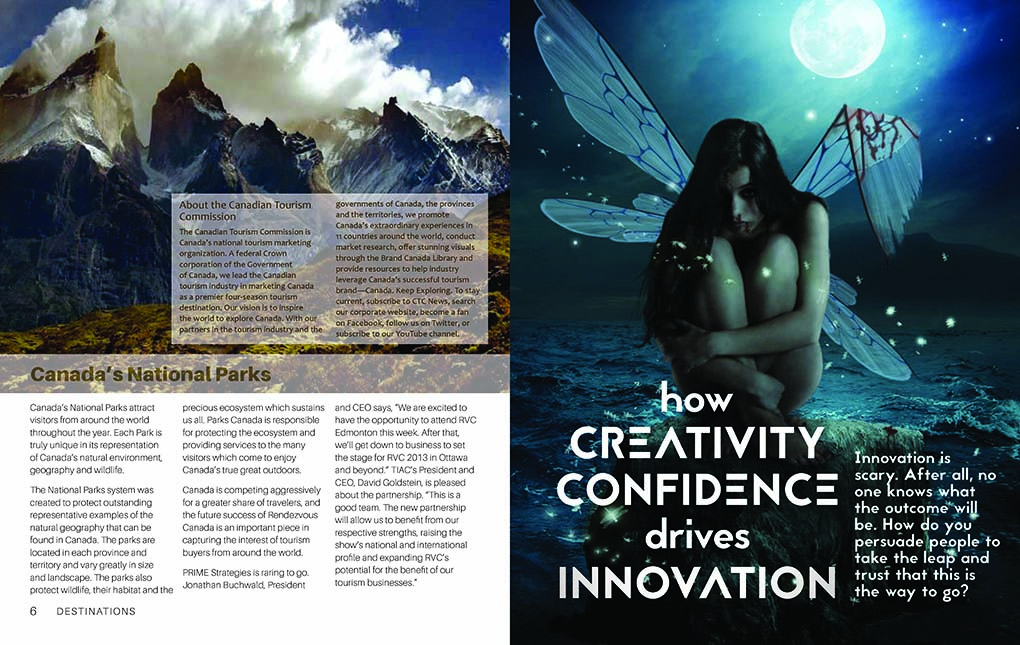 About the Canadian Tourism
Commission
The Canadian Tourism Commission is
Canada's national tourism marketing
organization. A federal Crown
corporation of the Government
of Canada, we lead the Canadian
tourism industry in marketing Canada
as a premier four-season tourism
destination. Our vision is to inspire
the world to explore Canada. With our
partners in the tourism industry and the
governments of Canada, the provinces
and the territories, we promote
Canada's extraordinary experiences in
11 countries around the world, conduct
market research, offer stunning visuals
through the Brand Canada Library and
provide resources to help industry
leverage Canada's successful tourism
brand—Canada. Keep Exploring. To stay
current, subscribe to CTC News, search
our corporate website, become a fan
on Facebook, follow us on Twitter, or
subscribe to our YouTube channel.
Canada's National Parks
Canada's National Parks attract
visitors from around the world
throughout the year. Each Park is
truly unique in its representation
of Canada's natural environment,
geography and wildlife.
The National Parks system was
created to protect outstanding
representative examples of the
natural geography that can be
found in Canada. The parks are
located in each province and
territory and vary greatly in size
and landscape. The parks also
protect wildlife, their habitat and the
precious ecosystem which sustains
us all. Parks Canada is responsible
for protecting the ecosystem and
providing services to the many
visitors which come to enjoy
Canada's true great outdoors.
Canada is competing aggressively
for a greater share of travelers, and
the future success of Rendezvous
Canada is an important piece in
capturing the interest of tourism
buyers from around the world.
PRIME Strategies is raring to go.
Jonathan Buchwald, President
and CEO says, "We are excited to
have the opportunity to attend RVC
Edmonton this week. After that,
we'll get down to business to set
the stage for RVC 2013 in Ottawa
and beyond." TIAC's President and
CEO, David Goldstein, is pleased
about the partnership. "This is a
good team. The new partnership
will allow us to benefit from our
respective strengths, raising the
show's national and international
profile and expanding RVC's
potential for the benefit of our
tourism businesses."
6 DESTINATIONS
how
CREATIVITY
CONFIDENCE
drives
INNOVATION
Innovation is
scary. After all, no
one knows what
the outcome will
be. How do you
persuade people to
take the leap and
trust that this is
the way to go?